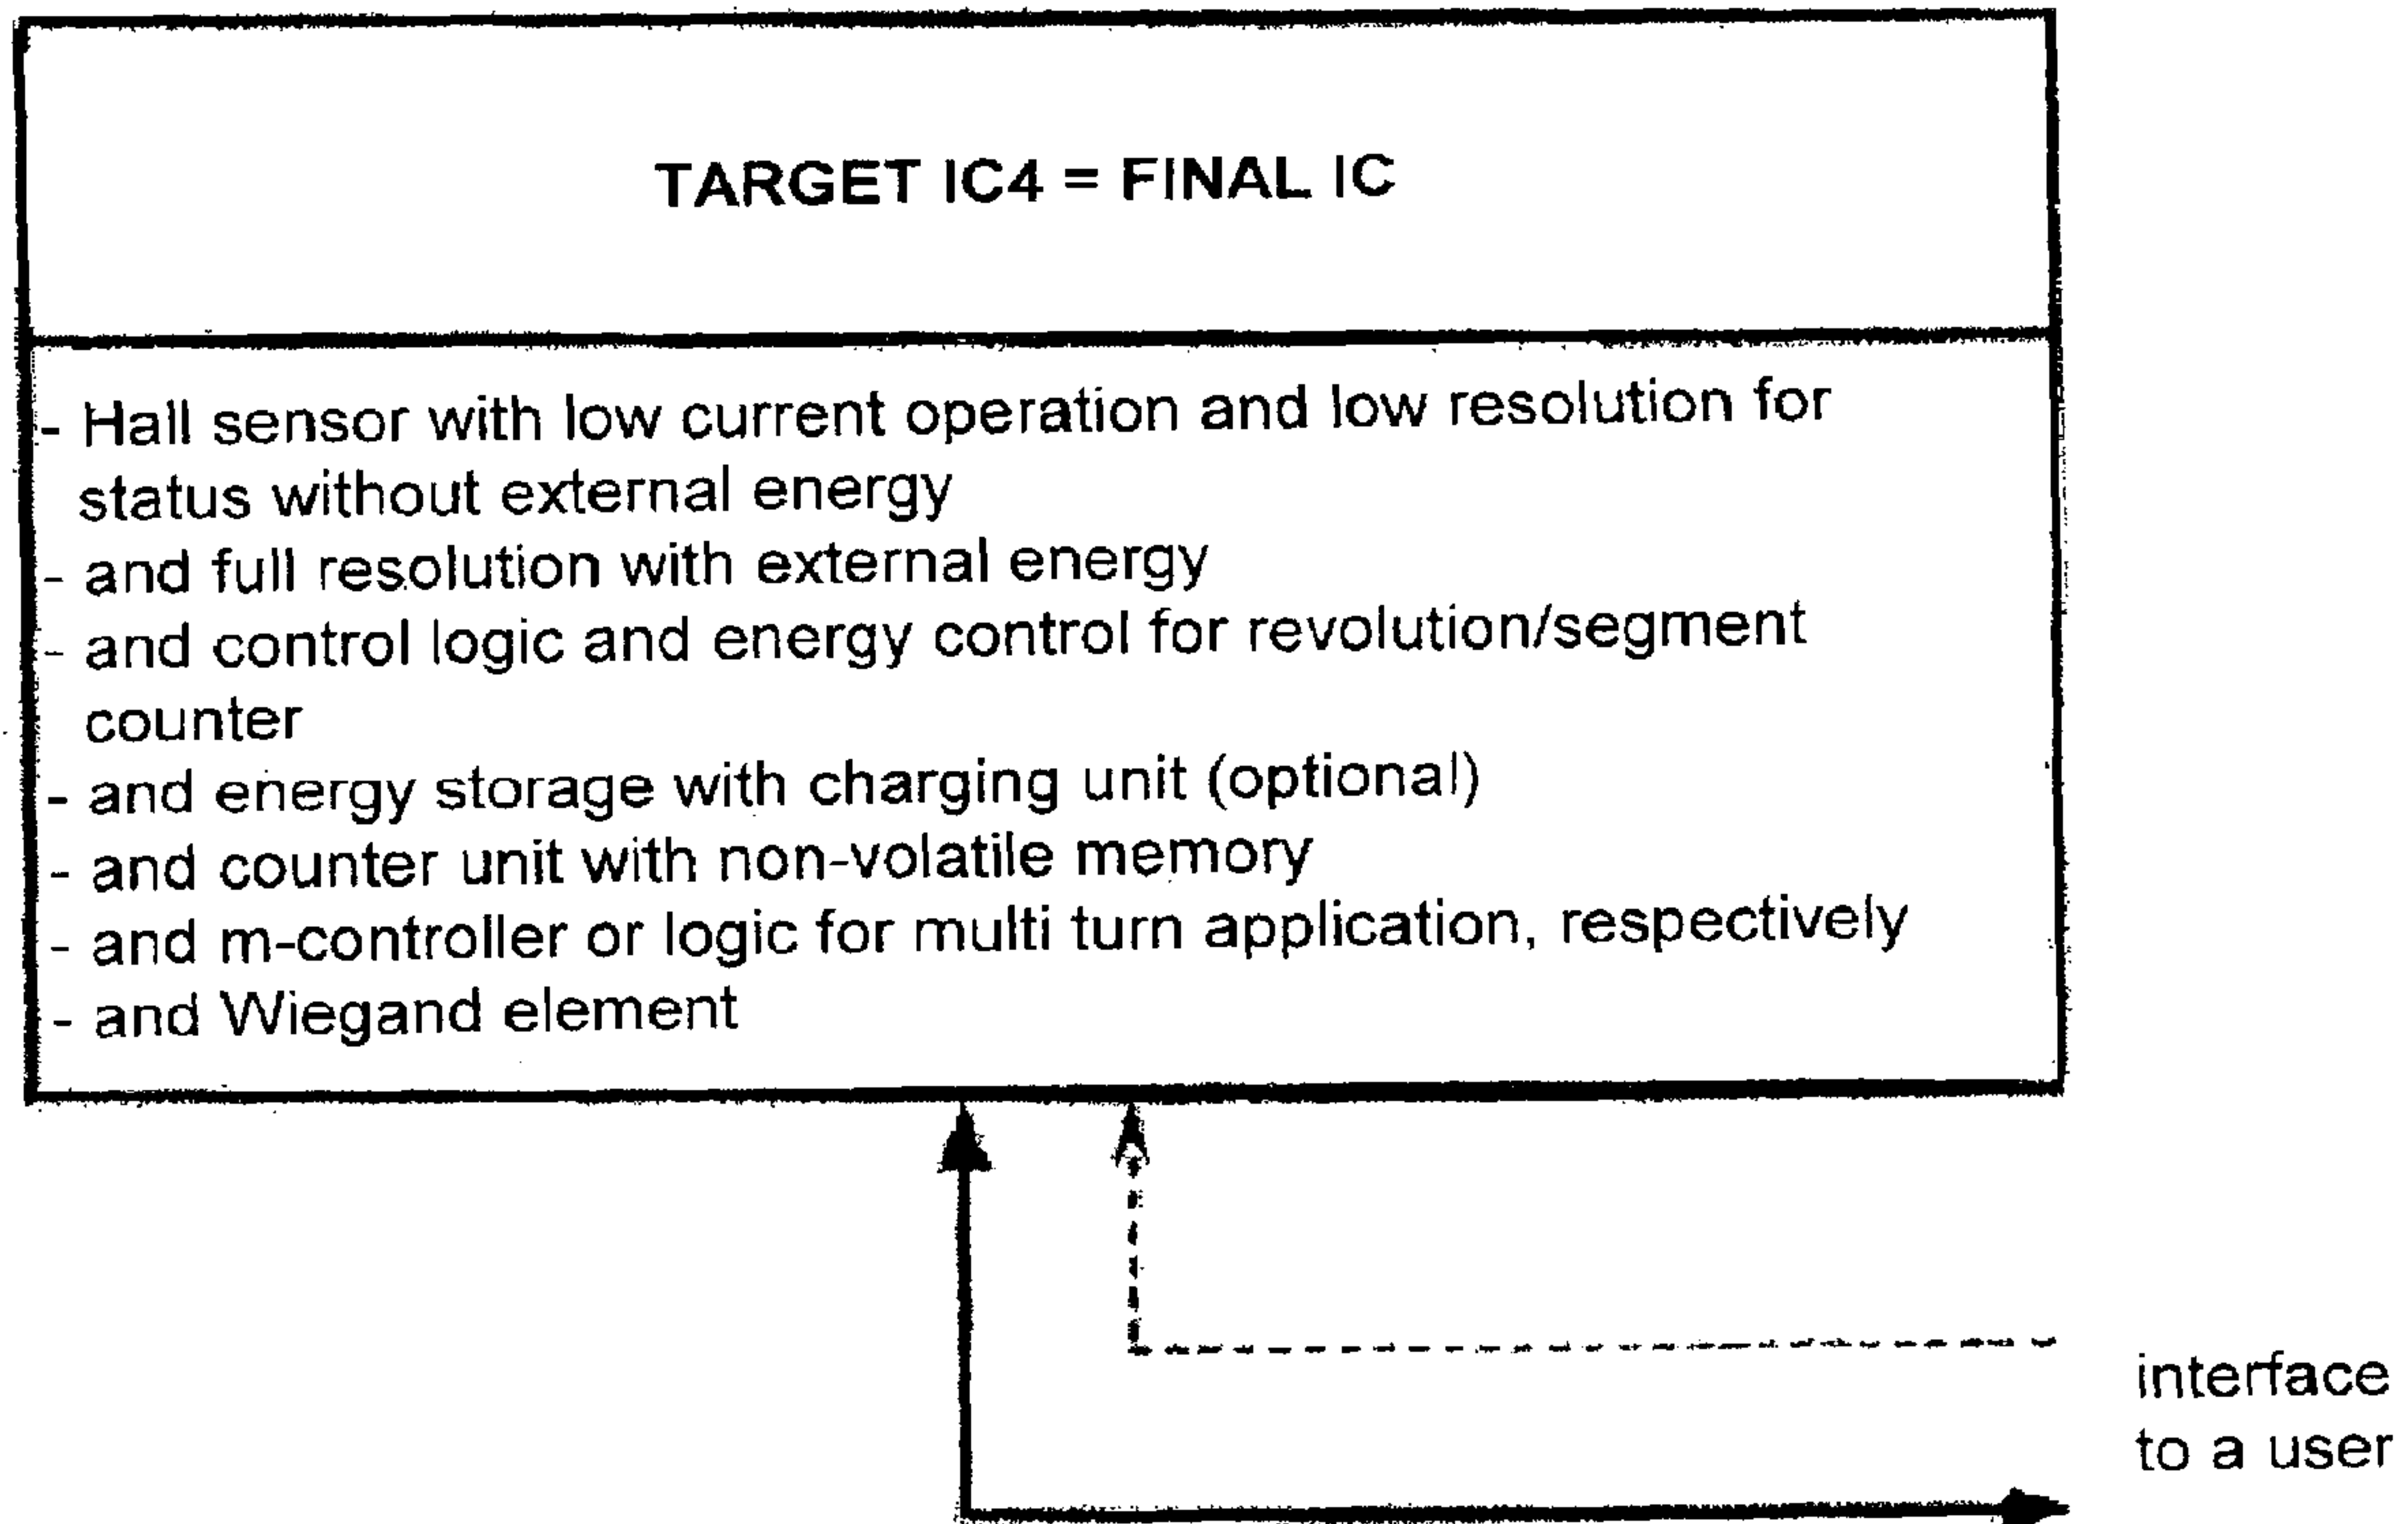 TARGET IC4 = FINAL IC
- Hall sensor with low current operation and low resolution for
status without external energy
- and full resolution with external energy
- and control logic and energy control for revolution/segment
counter
- and energy storage with charging unit (optional)
- and counter unit with non-volatile memory
- and m-controller or logic for multi turn application, respectively
- and Wiegand element
interface
to a user